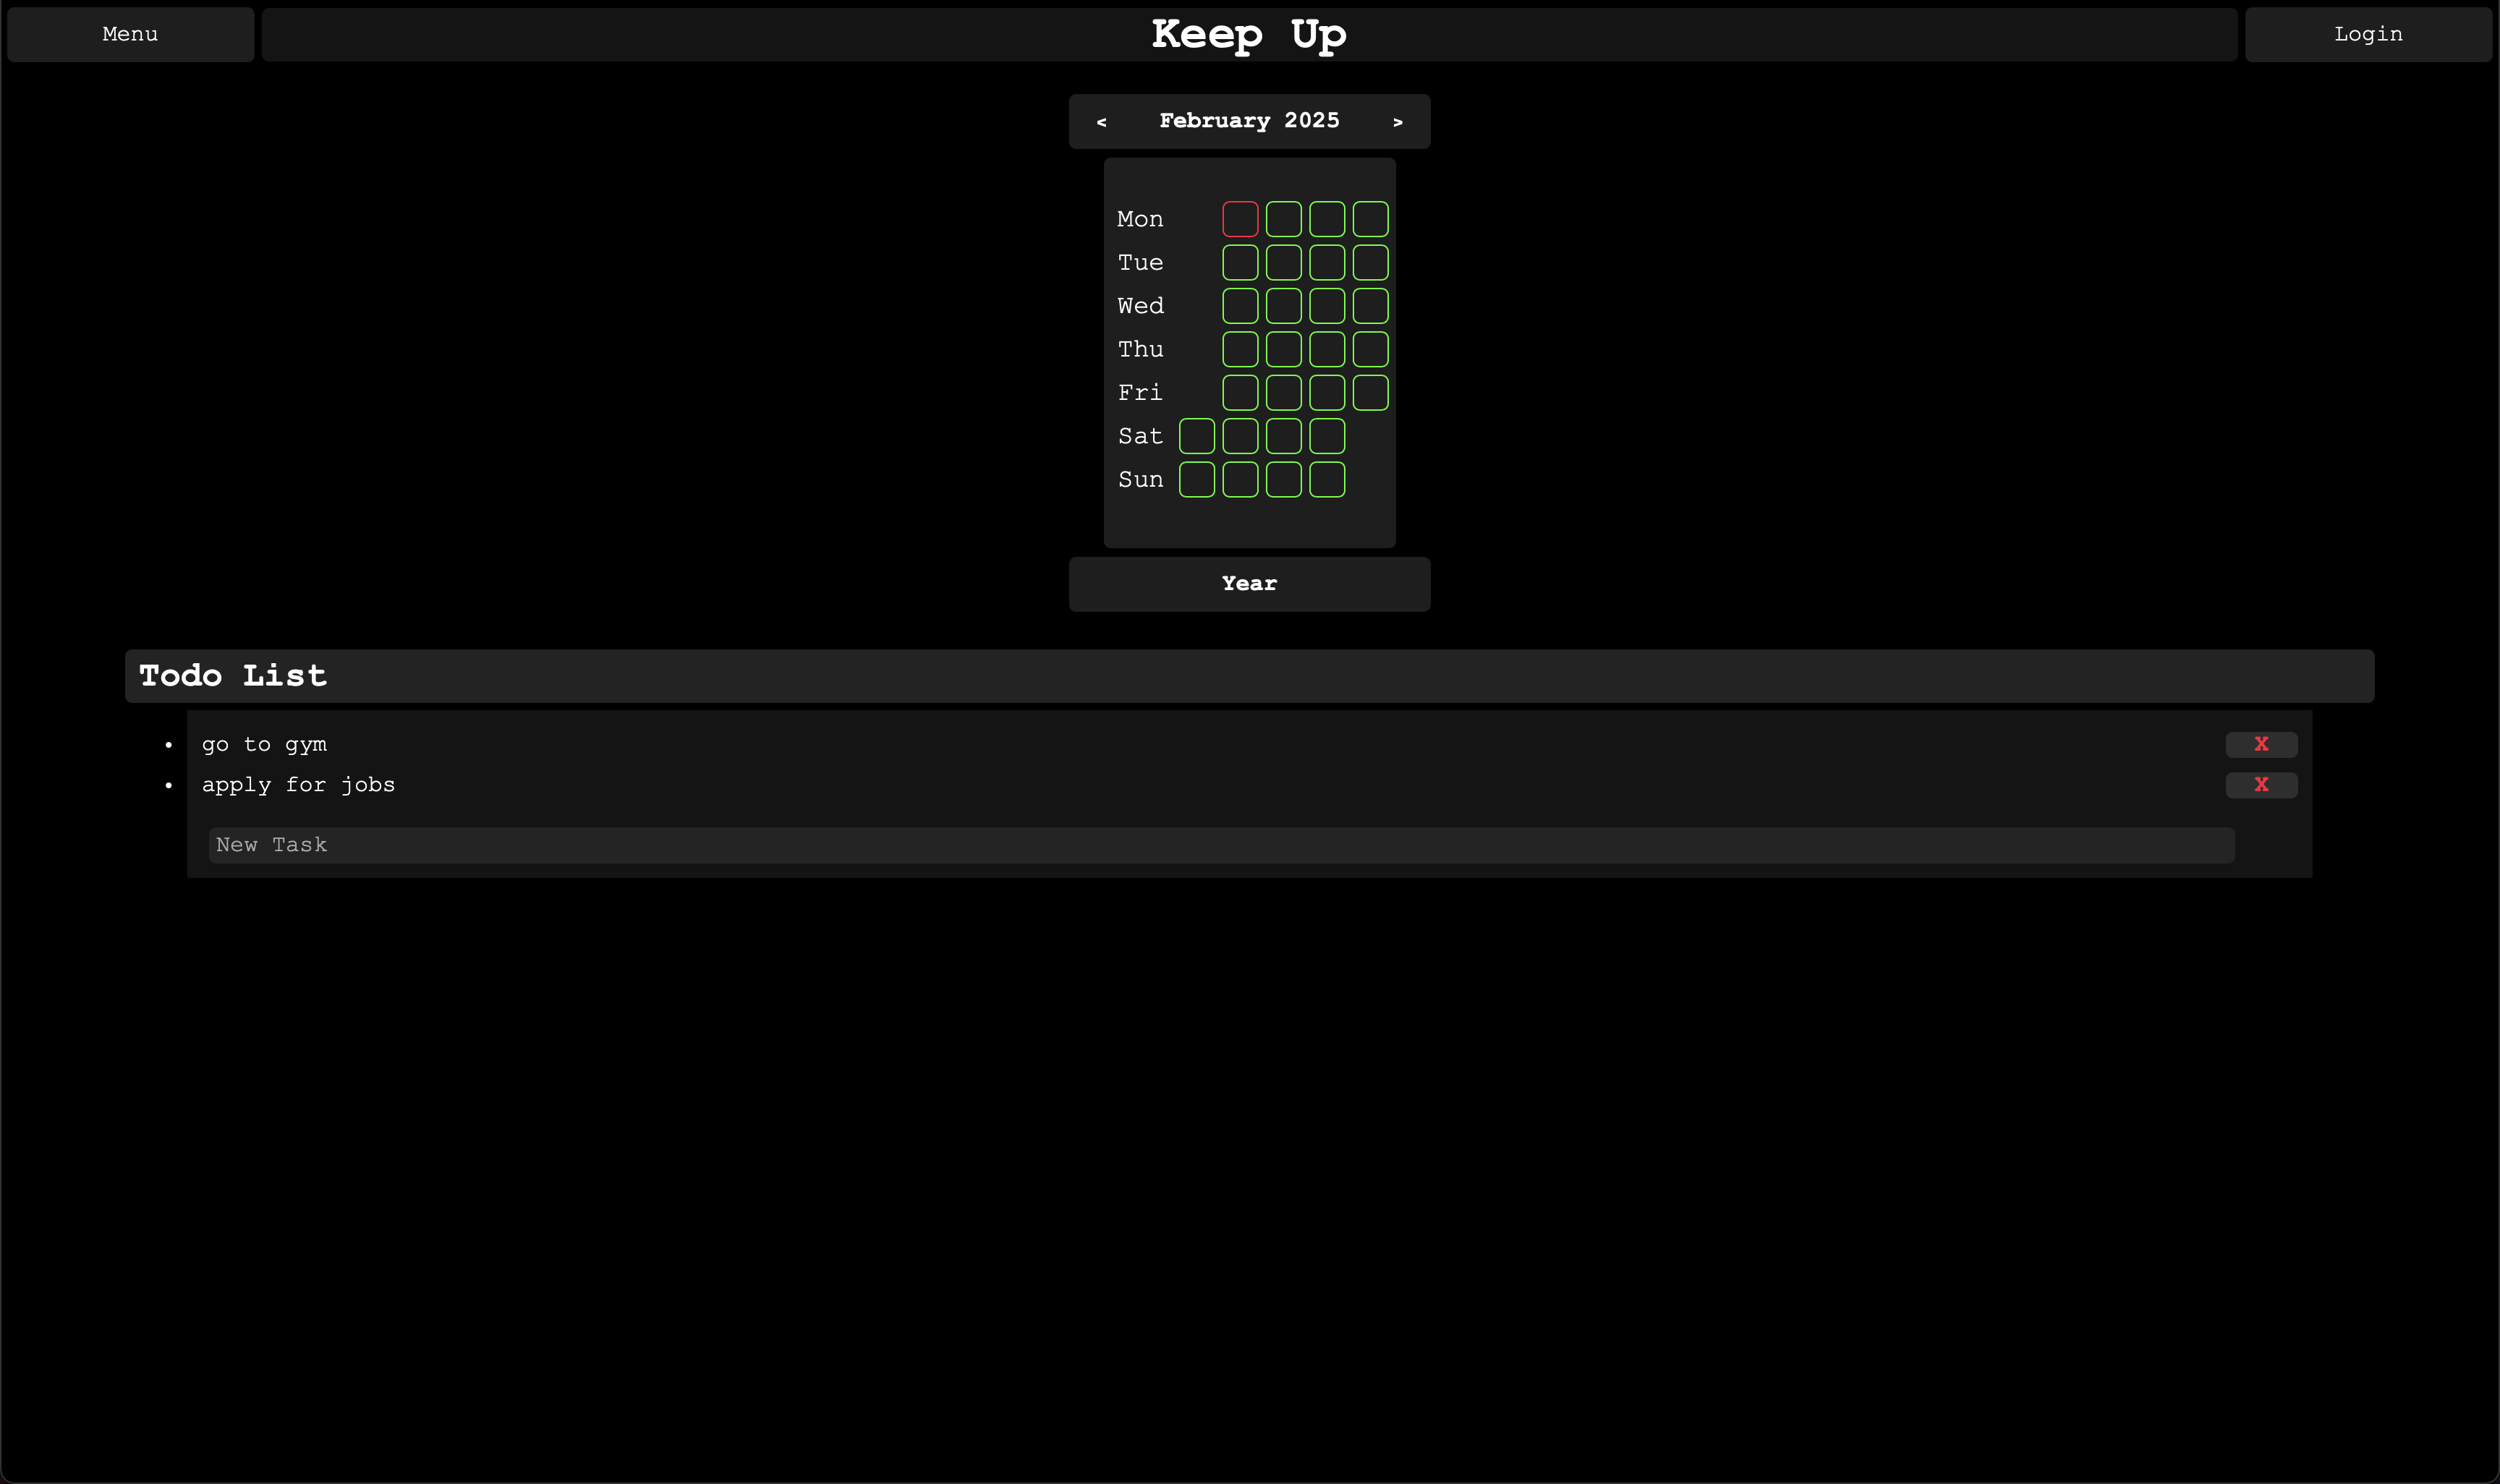 Menu
Keep Up
Login
< February 2025 >
Mon
Tue
Wed
Thu
Fri
Sat
Sun
Year
Todo List
• go to gym X
• apply for jobs X
New Task